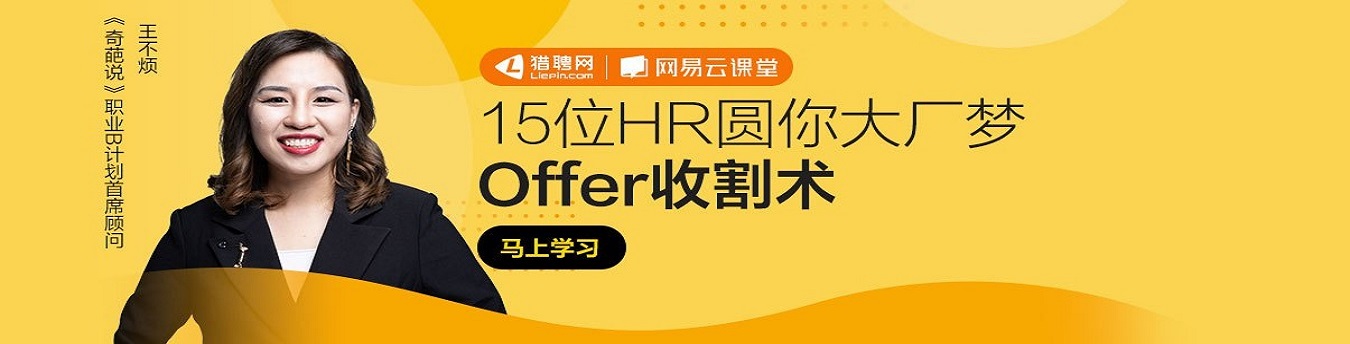 王不烦
《奇葩说》职业B计划首席顾问
猎聘网 Liepin.com 网易云课堂
15位HR圆你大厂梦
Offer收割术
马上学习